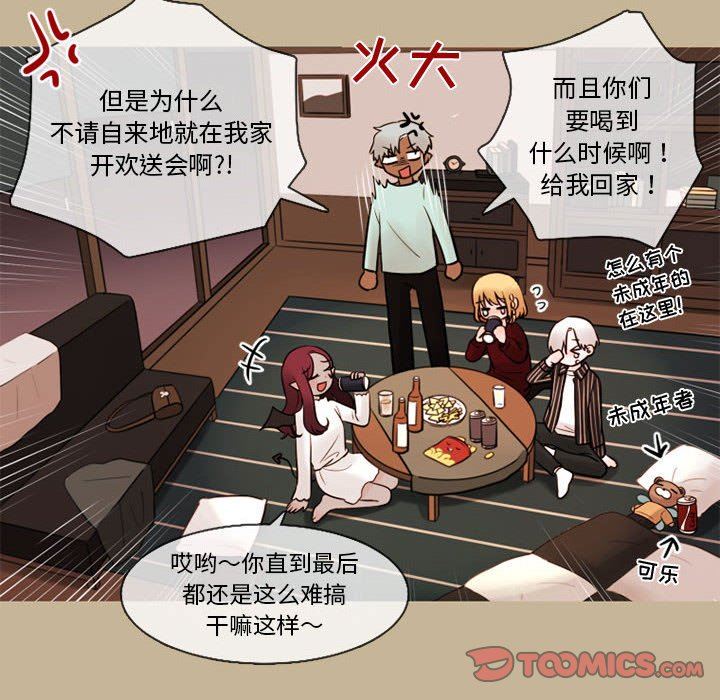 火大
但是为什么
不请自来地就在我家
开欢送会啊?!
而且你们
要喝到
什么时候啊！
给我回家！
怎么有个
未成年的
在这里!
??
未成年者
可乐
哎哟～你直到最后
都还是这么难搞
干嘛这样～
TOOMICS.COM